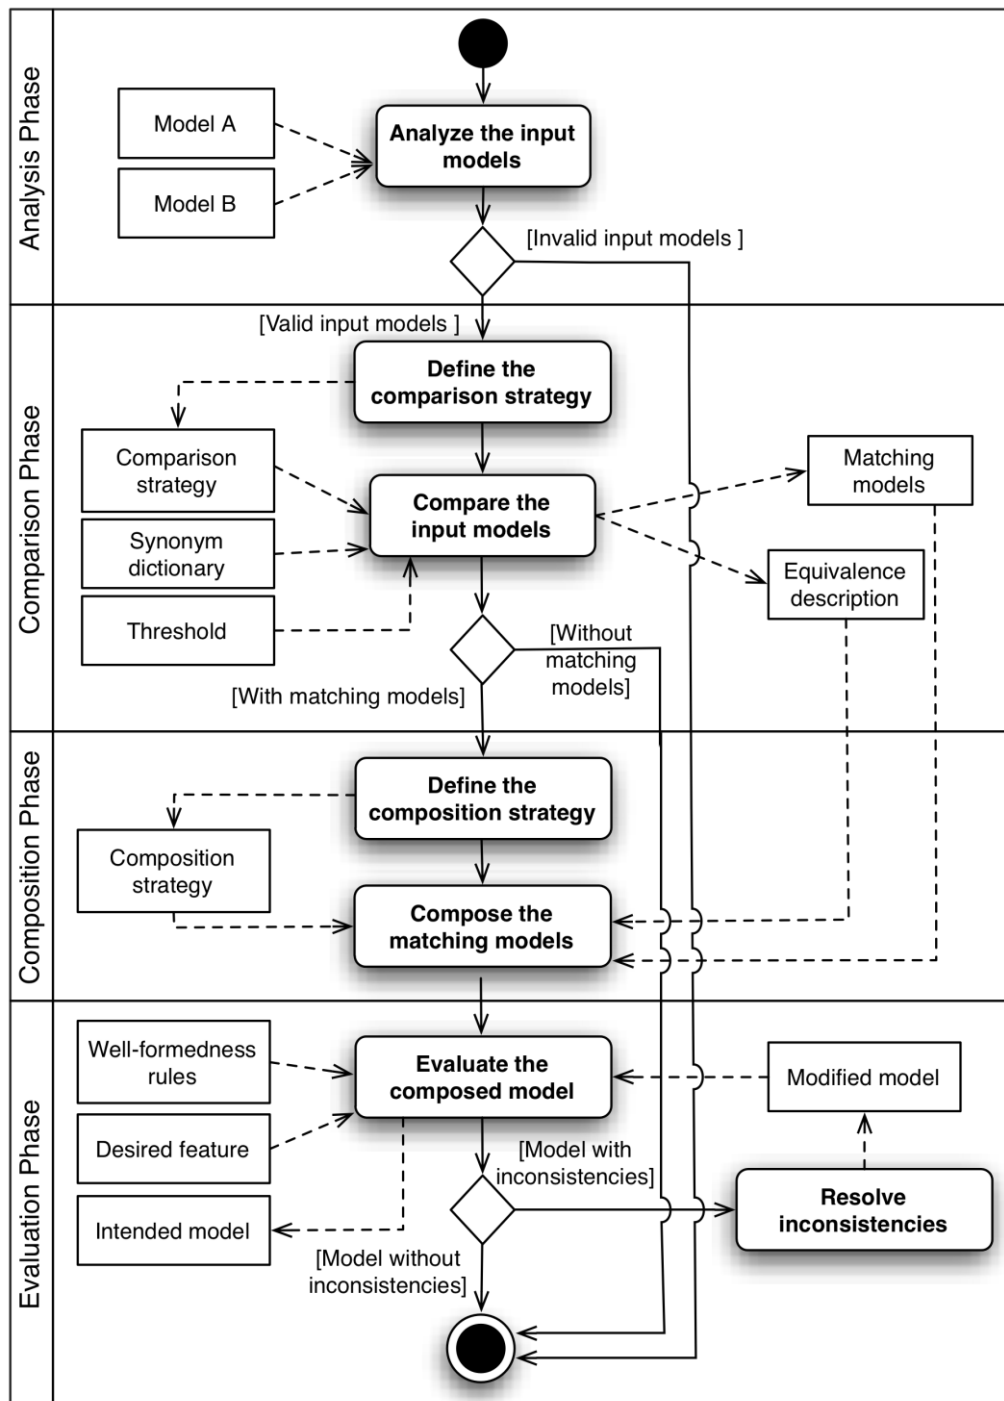 Analysis Phase
Model A
Model B
Analyze the input
models
[Invalid input models ]
Comparison Phase
[Valid input models ]
Define the
comparison strategy
Comparison
strategy
Synonym
dictionary
Threshold
Compare the
input models
Matching
models
Equivalence
description
[Without
matching
models]
[With matching models]
Composition Phase
Define the
composition strategy
Composition
strategy
Compose the
matching models
Evaluation Phase
Well-formedness
rules
Desired feature
Intended model
Evaluate the
composed model
Modified model
[Model with
inconsistencies]
Resolve
inconsistencies
[Model without
inconsistencies]